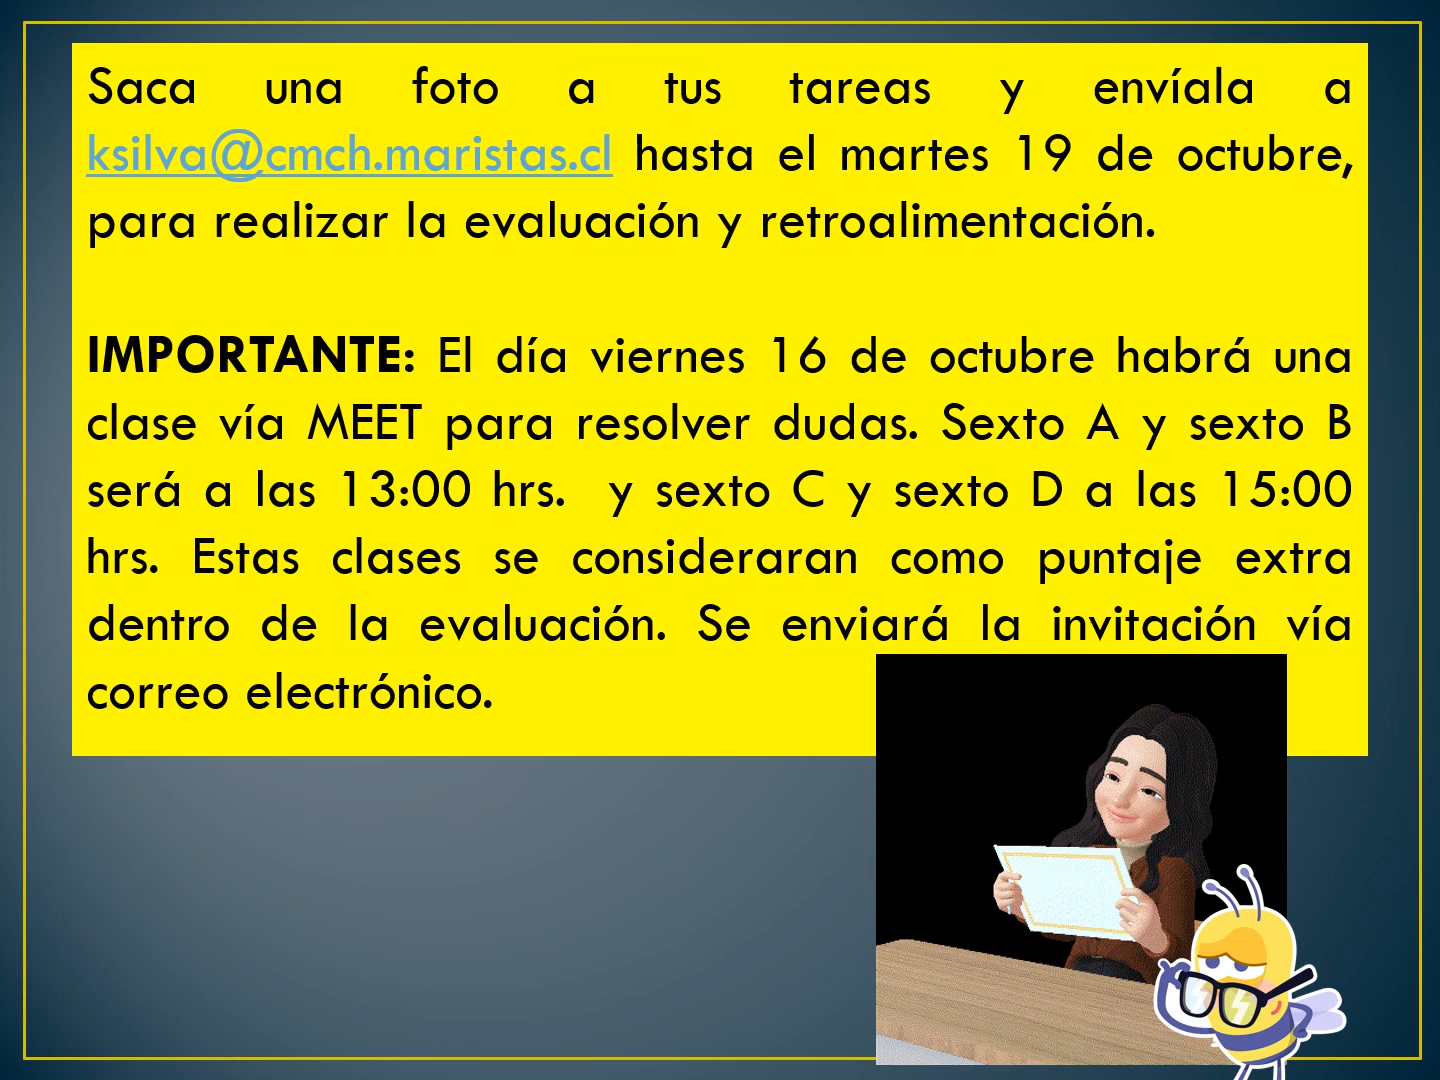 Saca una foto a tus tareas y envíala a
ksilva@cmch.maristas.cl hasta el martes 19 de octubre,
para realizar la evaluación y retroalimentación.
IMPORTANTE: El día viernes 16 de octubre habrá una
clase vía MEET para resolver dudas. Sexto A y sexto B
será a las 13:00 hrs. y sexto C y sexto D a las 15:00
hrs. Estas clases se consideraran como puntaje extra
dentro de la evaluación. Se enviará la invitación vía
correo electrónico.